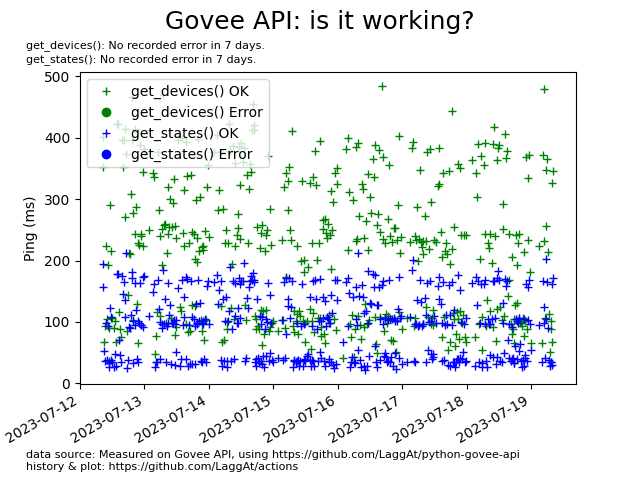 Govee API: is it working?
get_devices(): No recorded error in 7 days.
get_states(): No recorded error in 7 days.
500
get_devices() OK
get_devices() Error
400
get_states() OK
get_states() Error
300
Ping (ms)
200
100
0
2023-07-12
2023-07-13
2023-07-14
2023-07-15
2023-07-16
2023-07-17
2023-07-18
2023-07-19
data source: Measured on Govee API, using https://github.com/LaggAt/python-govee-api
history & plot: https://github.com/LaggAt/actions